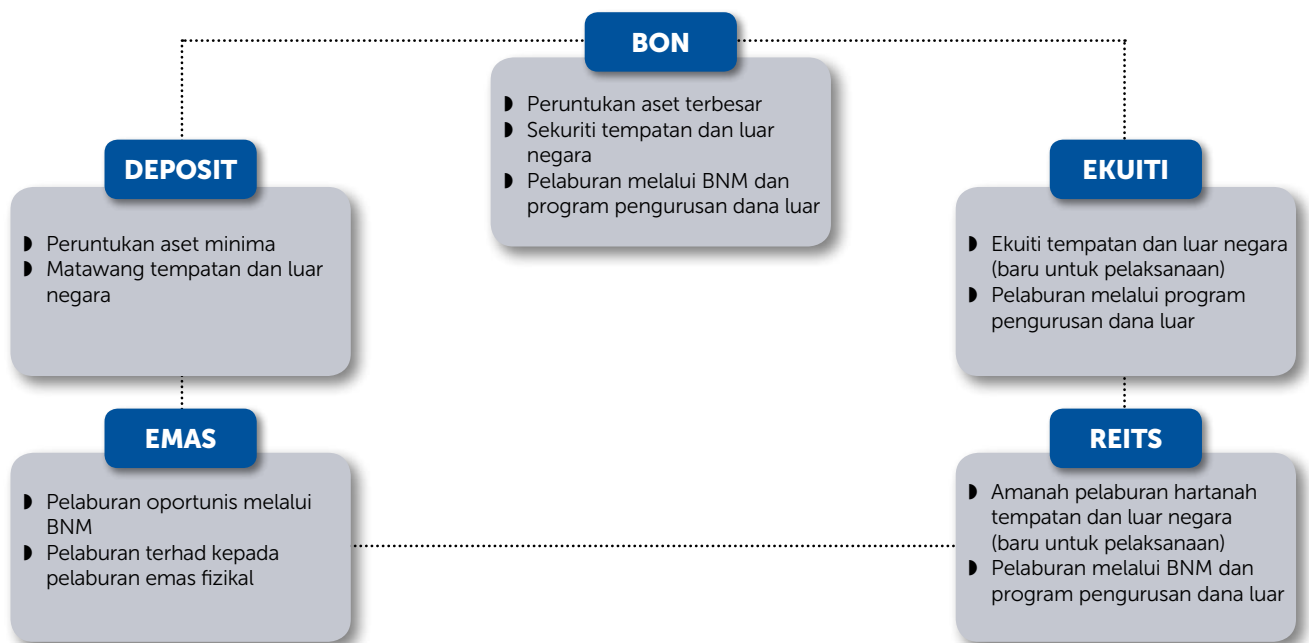 BON
◗ Peruntukan aset terbesar
◗ Sekuriti tempatan dan luar
negara
◗ Pelaburan melalui BNM dan
program pengurusan dana luar
DEPOSIT
◗ Peruntukan aset minima
◗ Matawang tempatan dan luar
negara
EKUITI
◗ Ekuiti tempatan dan luar negara
(baru untuk pelaksanaan)
◗ Pelaburan melalui program
pengurusan dana luar
EMAS
◗ Pelaburan oportunis melalui
BNM
◗ Pelaburan terhad kepada
pelaburan emas fizikal
REITS
◗ Amanah pelaburan hartanah
tempatan dan luar negara
(baru untuk pelaksanaan)
◗ Pelaburan melalui BNM dan
program pengurusan dana luar